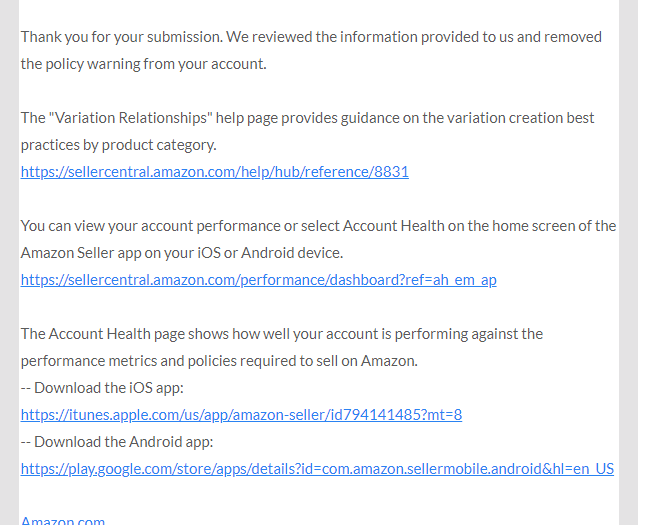 Thank you for your submission. We reviewed the information provided to us and removed
the policy warning from your account.
The "Variation Relationships" help page provides guidance on the variation creation best
practices by product category.
https://sellercentral.amazon.com/help/hub/reference/8831
You can view your account performance or select Account Health on the home screen of the
Amazon Seller app on your iOS or Android device.
https://sellercentral.amazon.com/performance/dashboard?ref=ah_em_ap
The Account Health page shows how well your account is performing against the
performance metrics and policies required to sell on Amazon.
-- Download the iOS app:
https://itunes.apple.com/us/app/amazon-seller/id794141485?mt=8
-- Download the Android app:
https://play.google.com/store/apps/details?id=com.amazon.sellermobile.android&hl=en_US
Amazon.com